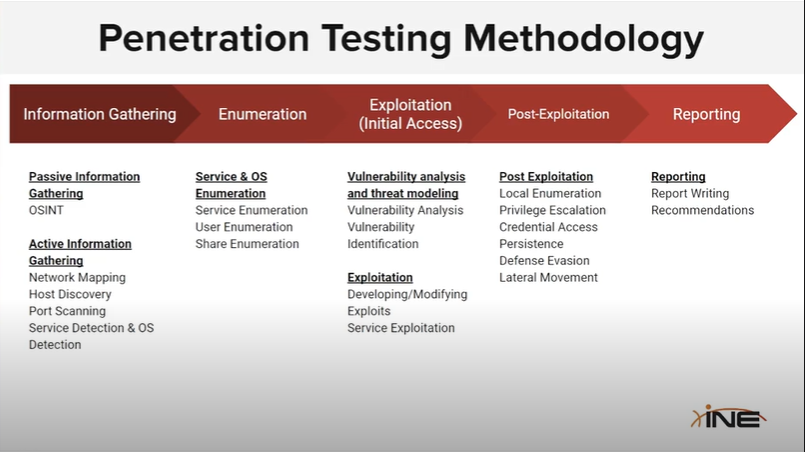 Penetration Testing Methodology
Information Gathering
Enumeration
Exploitation
(Initial Access)
Post-Exploitation
Reporting
Passive Information
Gathering
OSINT
Active Information
Gathering
Network Mapping
Host Discovery
Port Scanning
Service Detection & OS
Detection
Service & OS
Enumeration
Service Enumeration
User Enumeration
Share Enumeration
Vulnerability analysis
and threat modeling
Vulnerability Analysis
Vulnerability
Identification
Exploitation
Developing/Modifying
Exploits
Service Exploitation
Post Exploitation
Local Enumeration
Privilege Escalation
Credential Access
Persistence
Defense Evasion
Lateral Movement
Reporting
Report Writing
Recommendations
iNE